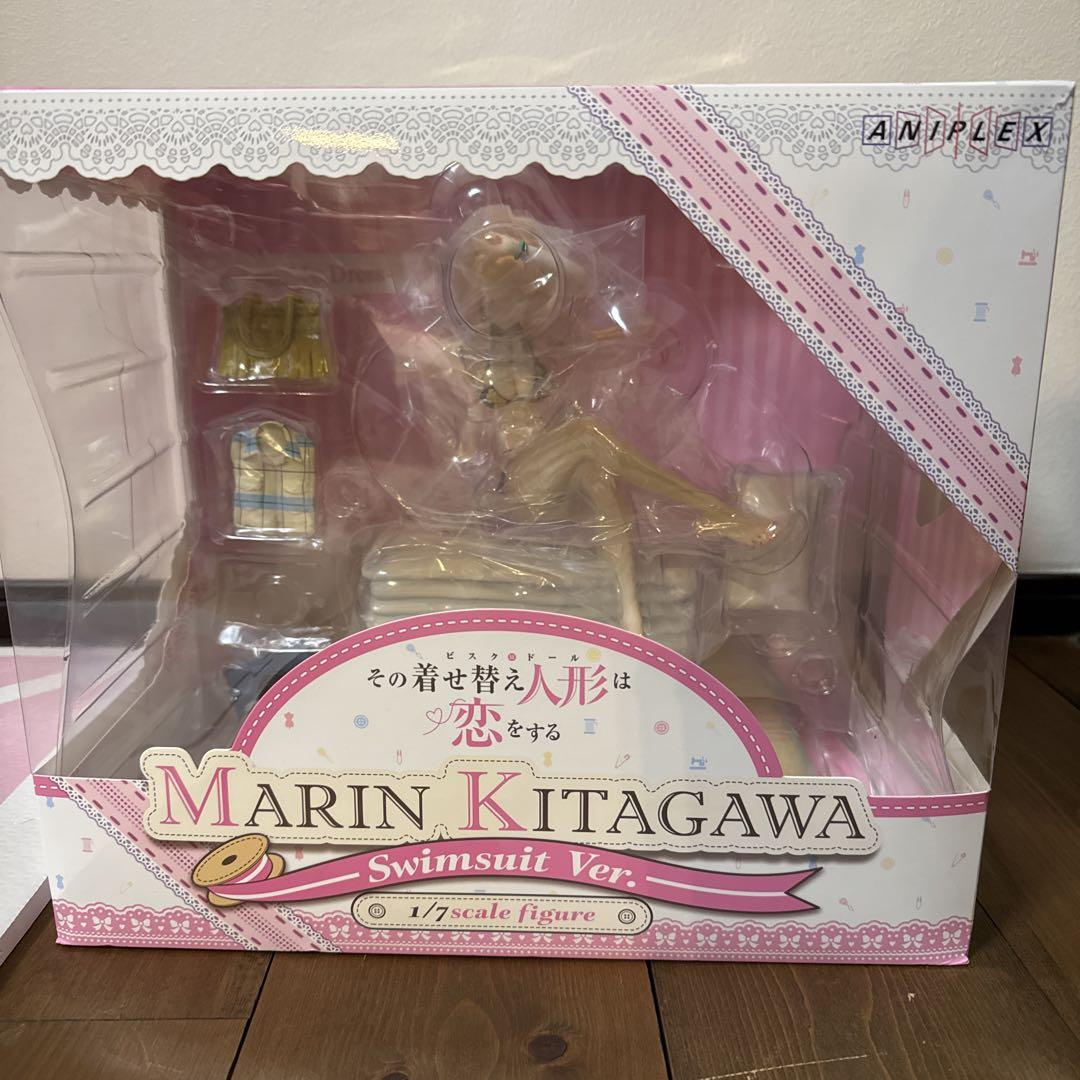 ANIPLEX
Dress
ビスク・ドール
その着せ替え人形は
恋をする
MARIN KITAGAWA
Swimsuit Ver.
1/7 scale figure